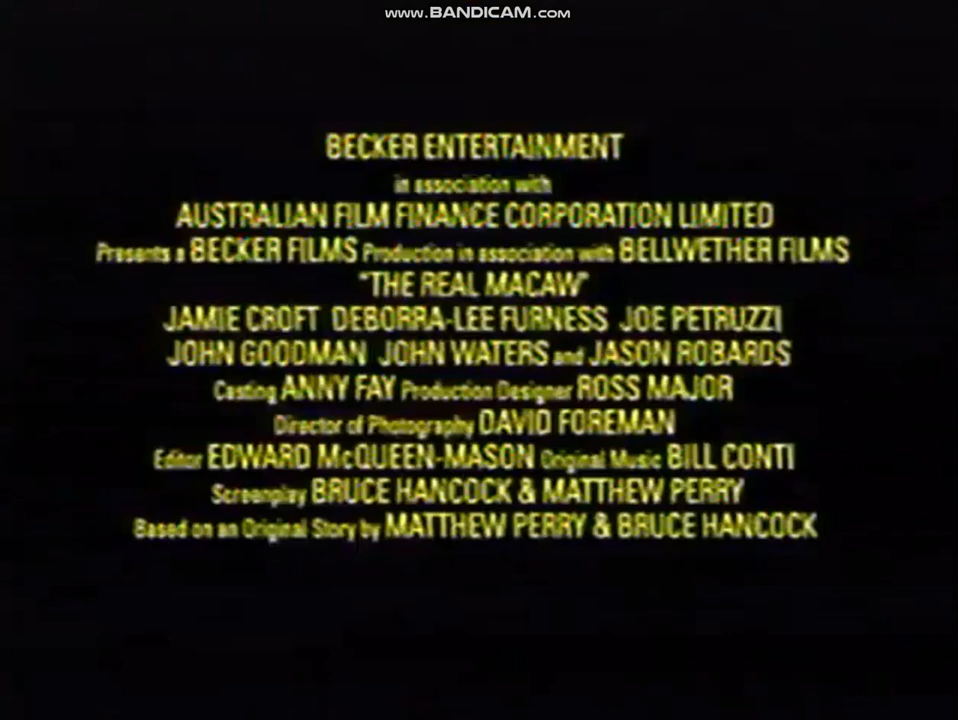 www.BANDICAM.com
BECKER ENTERTAINMENT
in association with
AUSTRALIAN FILM FINANCE CORPORATION LIMITED
Presents a BECKER FILMS Production in association with BELLWETHER FILMS
"THE REAL MACAW"
JAMIE CROFT DEBORRA-LEE FURNESS JOE PETRUZZI
JOHN GOODMAN JOHN WATERS and JASON ROBARDS
Casting ANNY FAY Production Designer ROSS MAJOR
Director of Photography DAVID FOREMAN
Editor EDWARD McQUEEN-MASON Original Music BILL CONTI
Screenplay BRUCE HANCOCK & MATTHEW PERRY
Based on an Original Story by MATTHEW PERRY & BRUCE HANCOCK